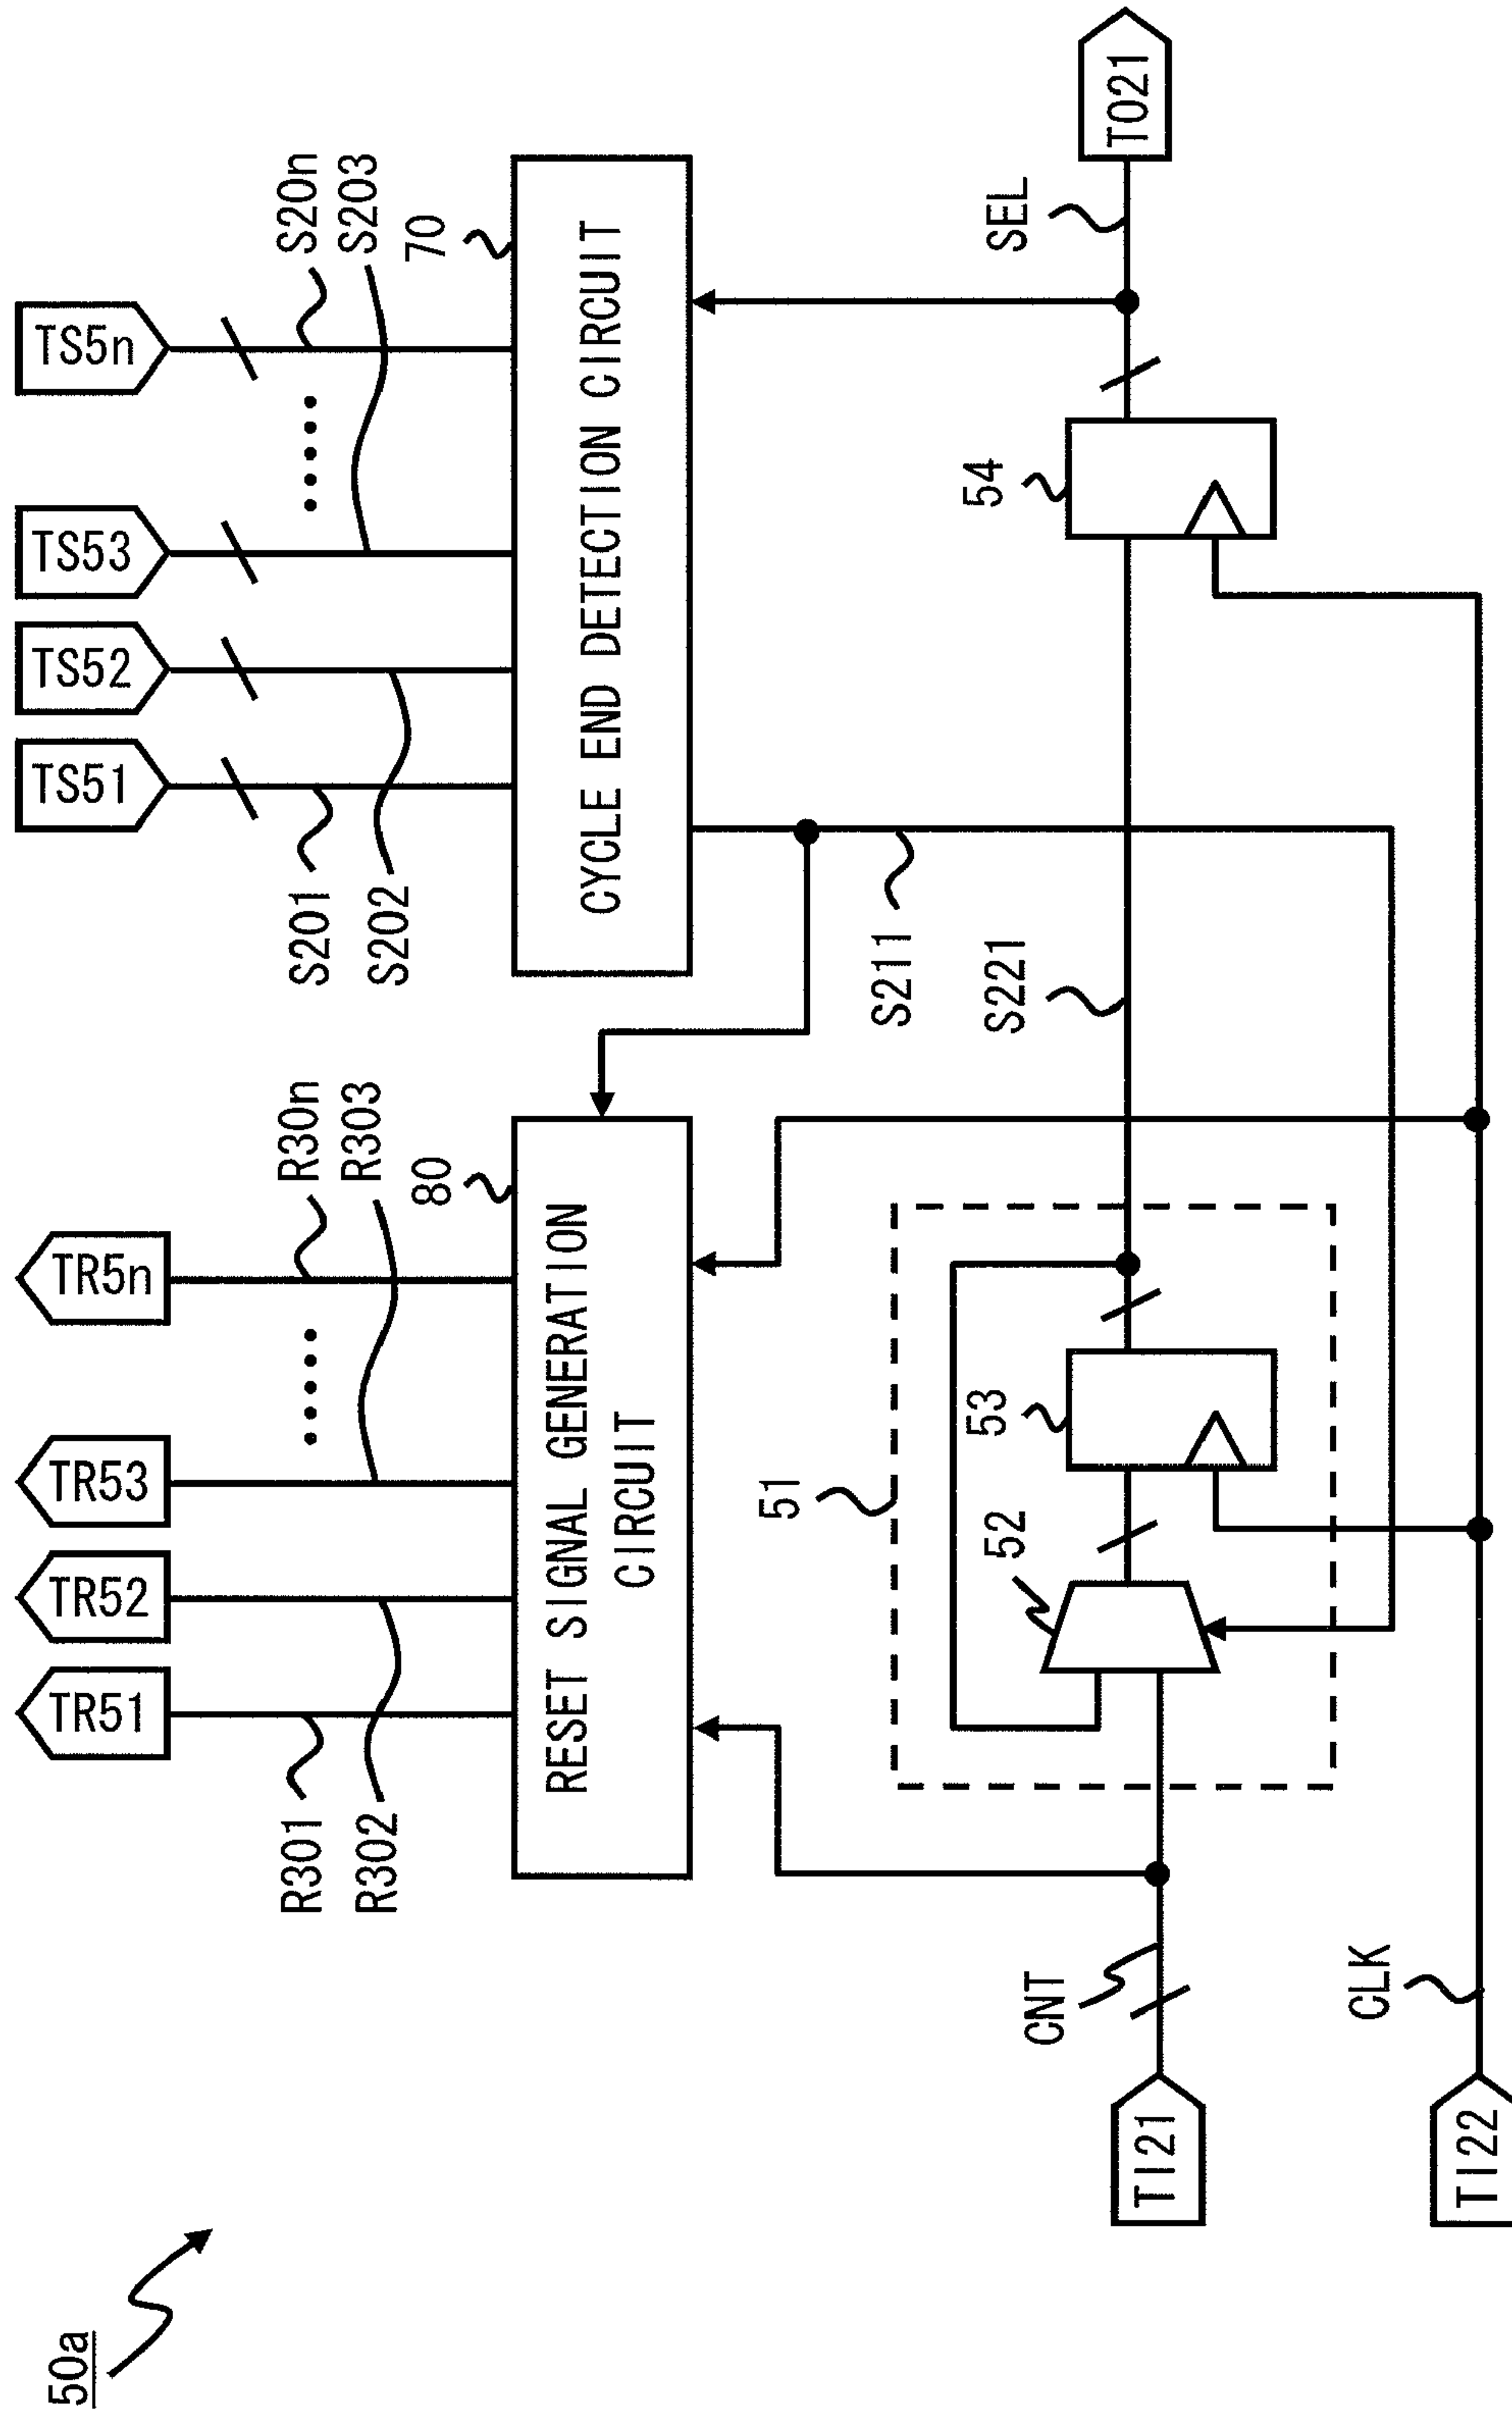 50a
TR51
TR52
TR53
TR5n
TS51
TS52
TS53
TS5n
R301
R302
R30n
R303
S201
S202
S20n
S203
80
70
RESET SIGNAL GENERATION
CIRCUIT
CYCLE END DETECTION CIRCUIT
51
S211
52
53
S221
54
SEL
CNT
TI21
TO21
CLK
TI22